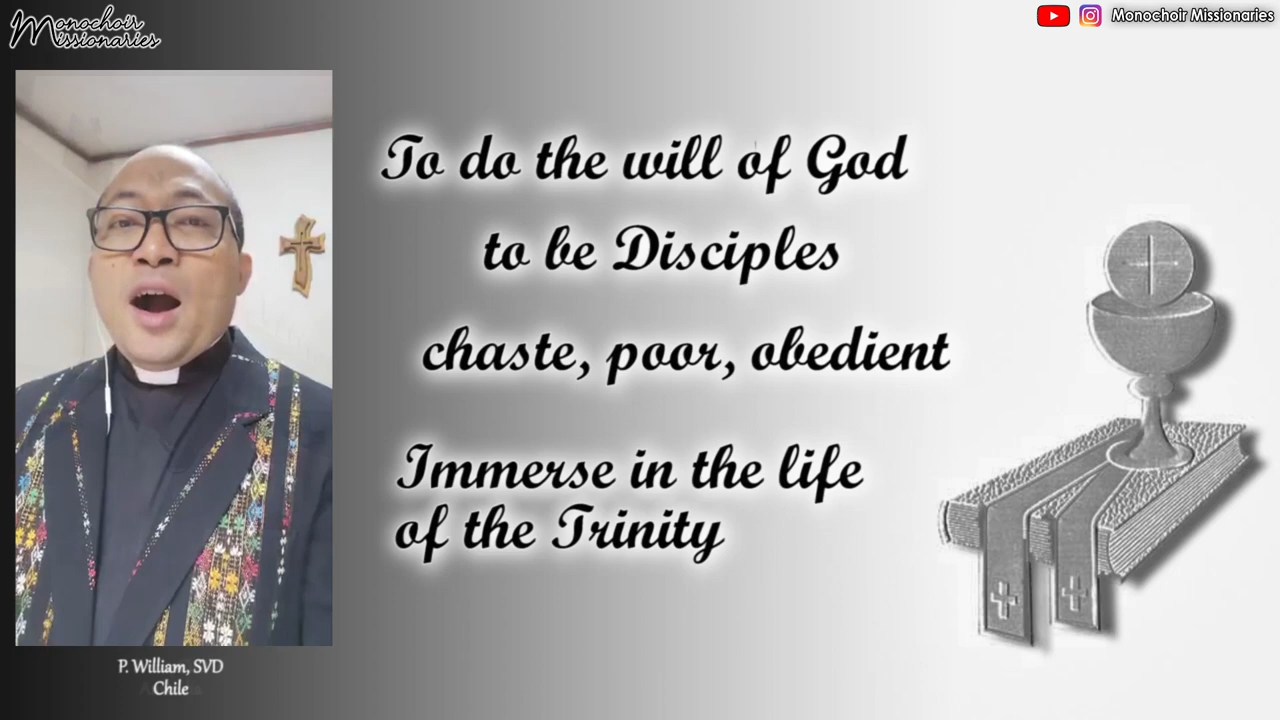 Monochoir
Missionaries
Monochoir Missionaries
To do the will of God
to be Disciples
chaste, poor, obedient
Immerse in the life
of the Trinity
P. William, SVD
Chile